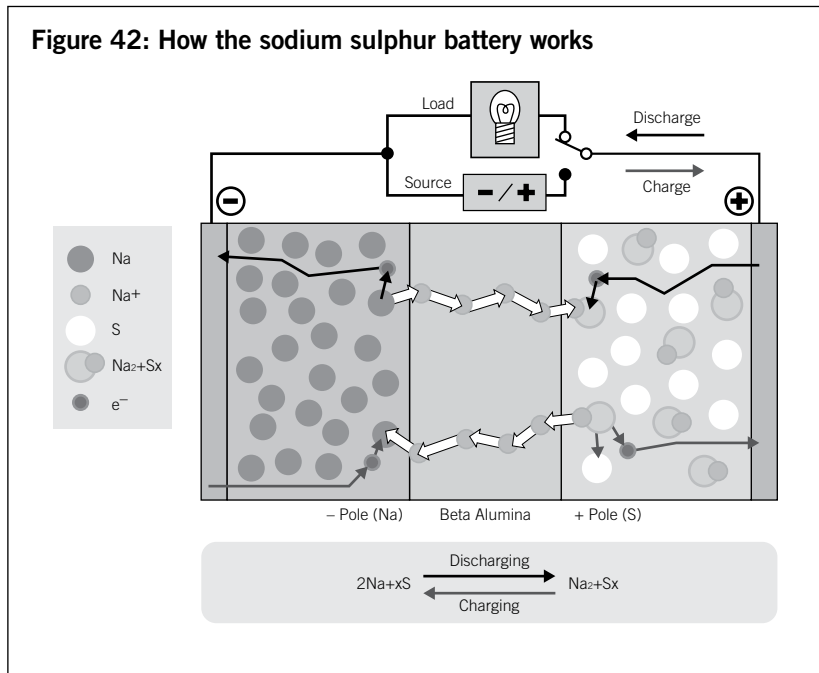 Figure 42: How the sodium sulphur battery works
Load
Discharge
Source
− / +
Charge
−
+
Na
Na+
S
Na2+Sx
e−
− Pole (Na)
Beta Alumina
+ Pole (S)
Discharging
2Na+xS
Na2+Sx
Charging